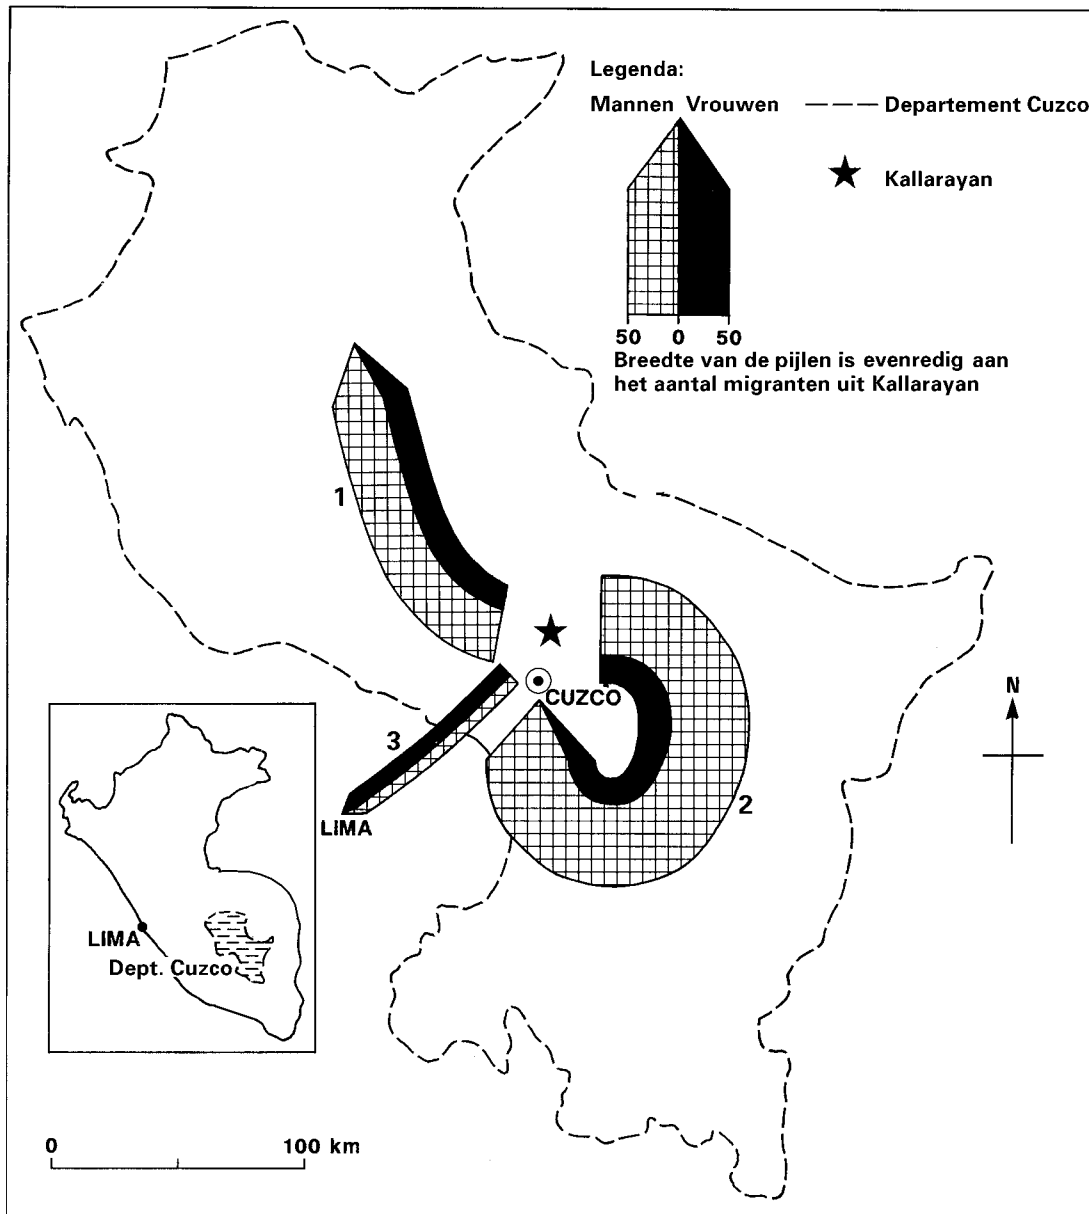 Legenda:
Mannen Vrouwen
Departement Cuzco
Kallarayan
50 0 50
Breedte van de pijlen is evenredig aan
het aantal migranten uit Kallarayan
1
CUZCO
N
3
2
LIMA
LIMA
Dept. Cuzco
0 100 km